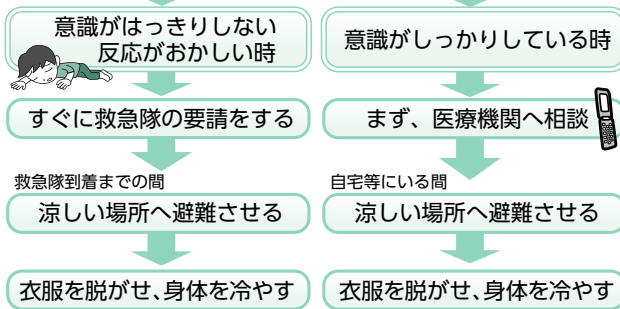 意識がはっきりしない
反応がおかしい時
すぐに救急隊の要請をする
救急隊到着までの間
涼しい場所へ避難させる
衣服を脱がせ、身体を冷やす
意識がしっかりしている時
まず、医療機関へ相談
自宅等にいる間
涼しい場所へ避難させる
衣服を脱がせ、身体を冷やす